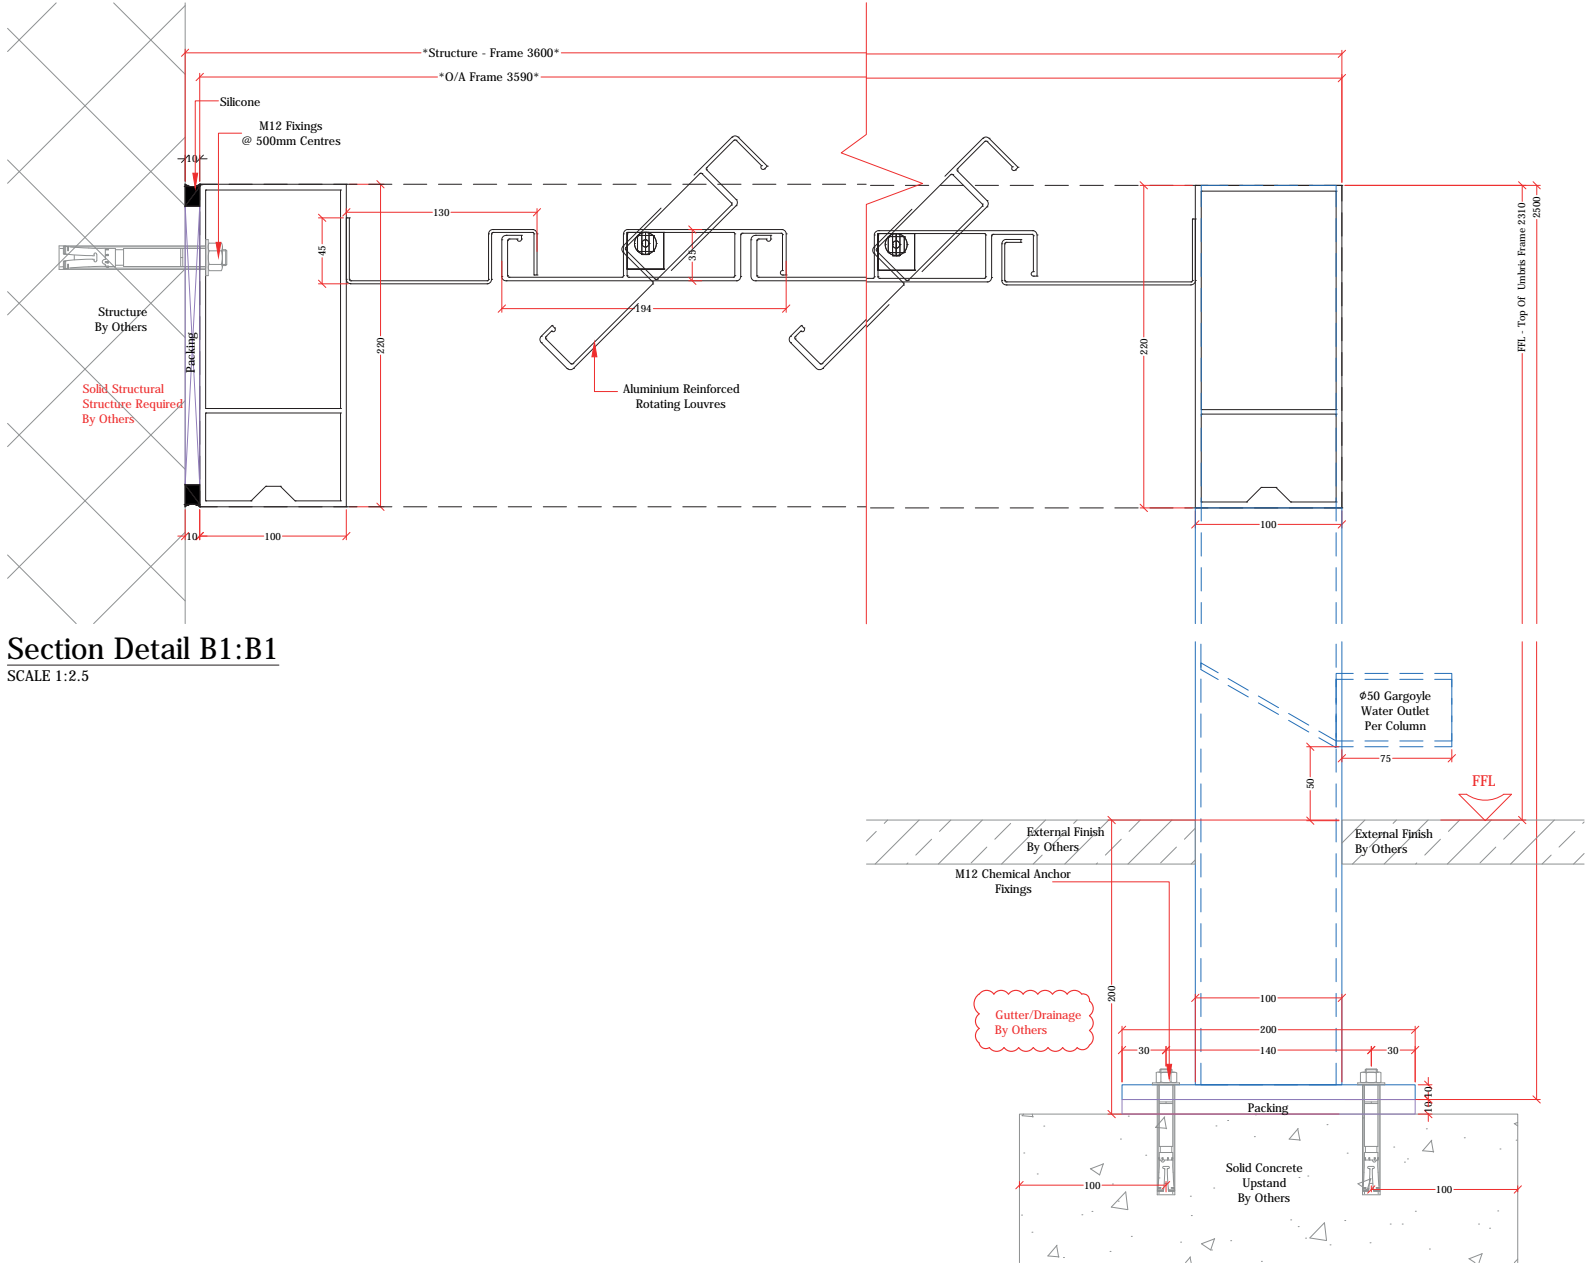 *Structure - Frame 3600*
*O/A Frame 3590*
Silicone
M12 Fixings
@ 500mm Centres
10
130
45
35
194
Structure
By Others
Packing
220
220
Solid Structural
Structure Required
By Others
Aluminium Reinforced
Rotating Louvres
FFL - Top Of Umbris Frame 2310
2500
10
100
100
Section Detail B1:B1
SCALE 1:2.5
Ø50 Gargoyle
Water Outlet
Per Column
75
50
FFL
External Finish
By Others
External Finish
By Others
M12 Chemical Anchor
Fixings
200
Gutter/Drainage
By Others
100
200
30
140
30
10
10
Packing
Solid Concrete
Upstand
By Others
100
100